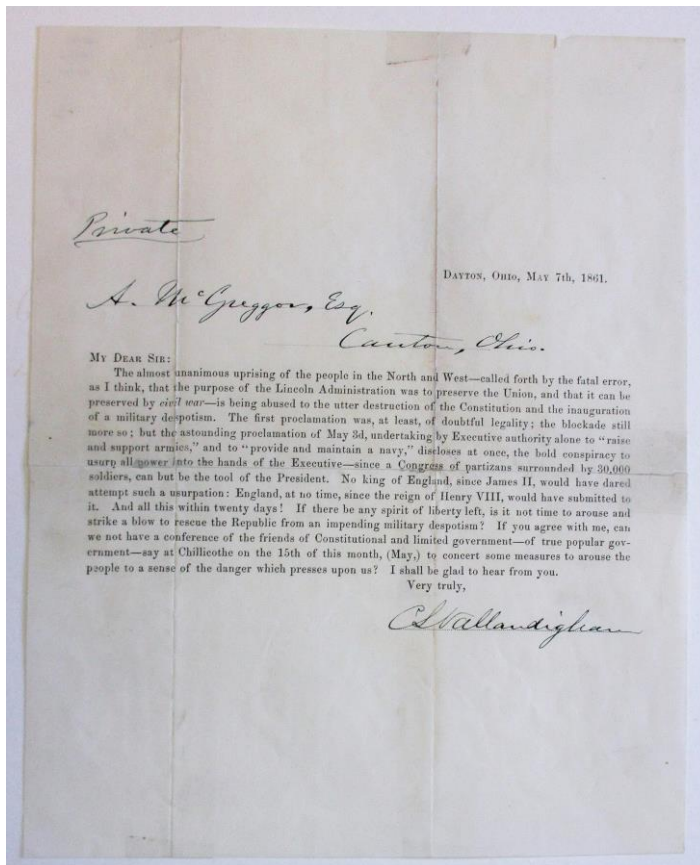 Private
DAYTON, OHIO, MAY 7th, 1861.
A. McGreggor, Esq.
Canton, Ohio.
MY DEAR SIR:
The almost unanimous uprising of the people in the North and West—called forth by the fatal error,
as I think, that the purpose of the Lincoln Administration was to preserve the Union, and that it can be
preserved by civil war—is being abused to the utter destruction of the Constitution and the inauguration
of a military despotism. The first proclamation was, at least, of doubtful legality; the blockade still
more so; but the astounding proclamation of May 3d, undertaking by Executive authority alone to “raise
and support armies,” and to “provide and maintain a navy,” discloses at once, the bold conspiracy to
usurp all power into the hands of the Executive—since a Congress of partizans surrounded by 30,000
soldiers, can but be the tool of the President. No king of England, since James II, would have dared
attempt such a usurpation: England, at no time, since the reign of Henry VIII, would have submitted to
it. And all this within twenty days! If there be any spirit of liberty left, is it not time to arouse and
strike a blow to rescue the Republic from an impending military despotism? If you agree with me, can
we not have a conference of the friends of Constitutional and limited government—of true popular gov-
ernment—say at Chillicothe on the 15th of this month, (May,) to concert some measures to arouse the
people to a sense of the danger which presses upon us? I shall be glad to hear from you.
Very truly,
C L Vallandigham